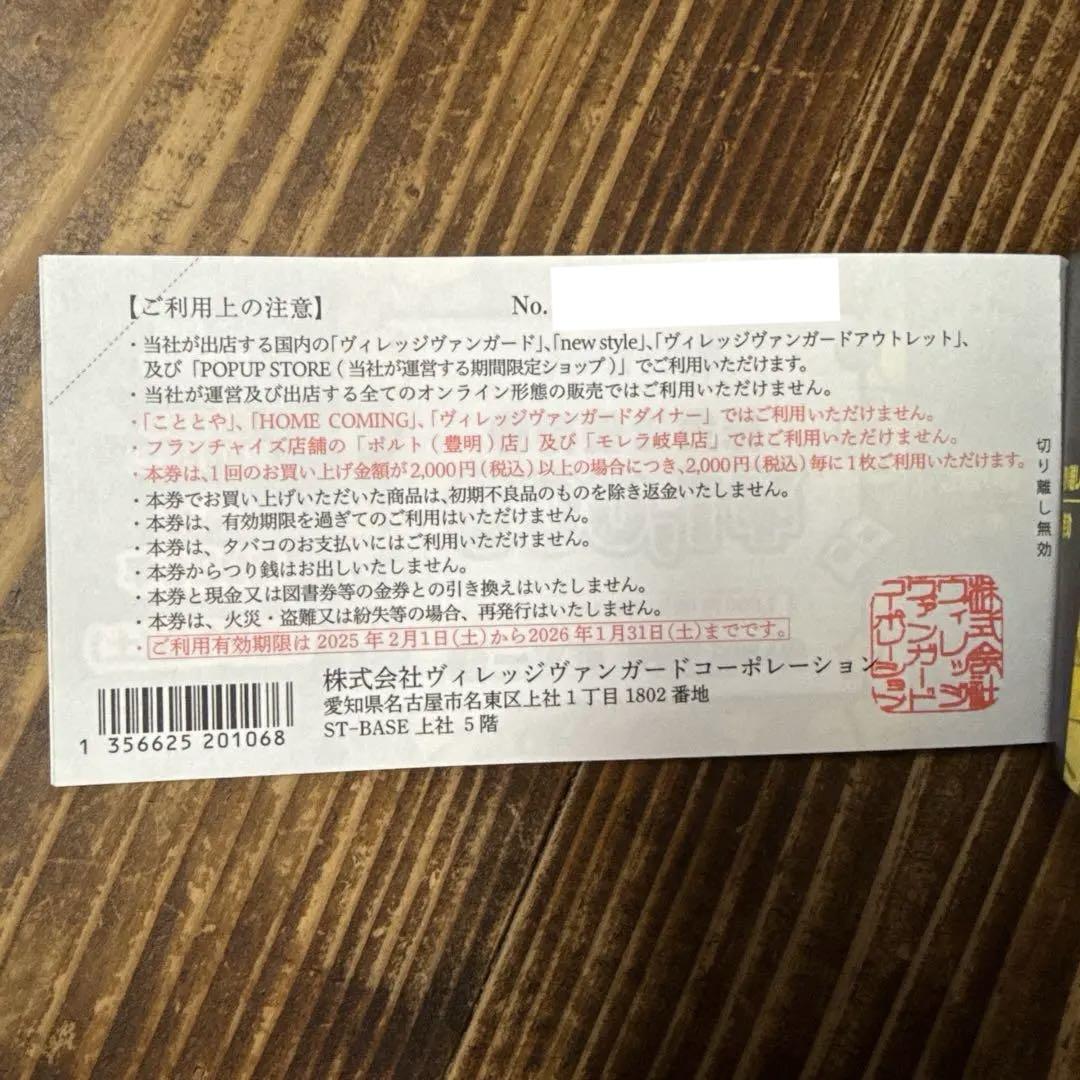 【ご利用上の注意】
No.
・当社が出店する国内の「ヴィレッジヴァンガード」、「new style」、「ヴィレッジヴァンガードアウトレット」、
及び「POPUP STORE(当社が運営する期間限定ショップ)」でご利用いただけます。
・当社が運営及び出店する全てのオンライン形態の販売ではご利用いただけません。
・「こととや」、「HOME COMING」、「ヴィレッジヴァンガードダイナー」ではご利用いただけません。
・フランチャイズ店舗の「ポルト(豊明)店」及び「モレラ岐阜店」ではご利用いただけません。
・本券は、1回のお買い上げ金額が2,000円(税込)以上の場合につき、2,000円(税込)毎に1枚ご利用いただけます。
・本券でお買い上げいただいた商品は、初期不良品のものを除き返金いたしません。
・本券は、有効期限を過ぎてのご利用はいただけません。
・本券は、タバコのお支払いにはご利用いただけません。
・本券からつり銭はお出しいたしません。
・本券と現金又は図書券等の金券との引き換えはいたしません。
・本券は、火災・盗難又は紛失等の場合、再発行はいたしません。
・ご利用有効期限は2025年2月1日(土)から2026年1月31日(土)までです。
株式会社ヴィレッジヴァンガードコーポレーション
愛知県名古屋市名東区上社1丁目1802番地
ST-BASE 上社 5階
1 356625 201068
切り離し無効
株式会社
ヴィレッジ
ヴァンガード
コーポレーション